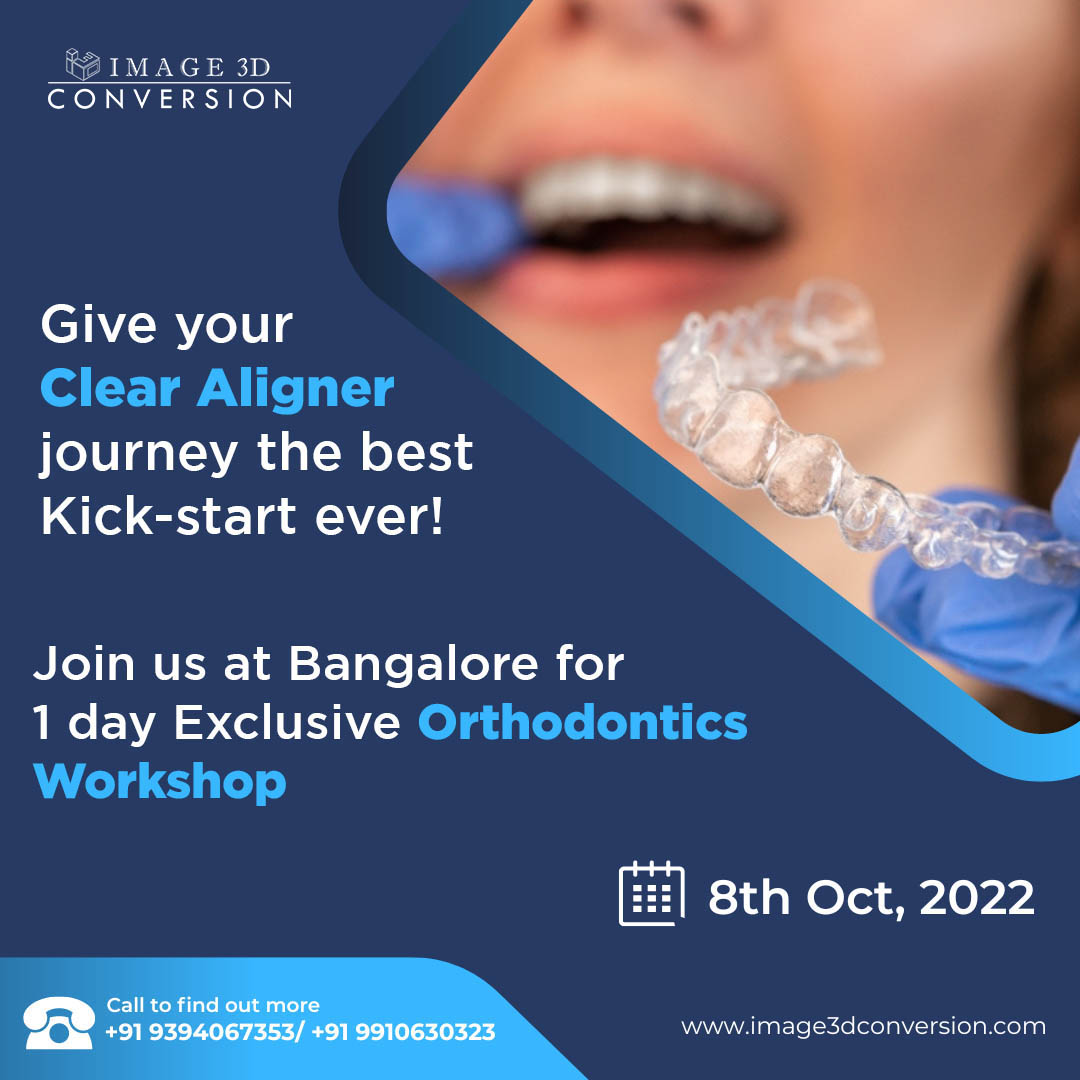 IMAGE 3D
CONVERSION
Give your
Clear Aligner
journey the best
Kick-start ever!
Join us at Bangalore for
1 day Exclusive Orthodontics
Workshop
8th Oct, 2022
Call to find out more
+91 9394067353/ +91 9910630323
www.image3dconversion.com